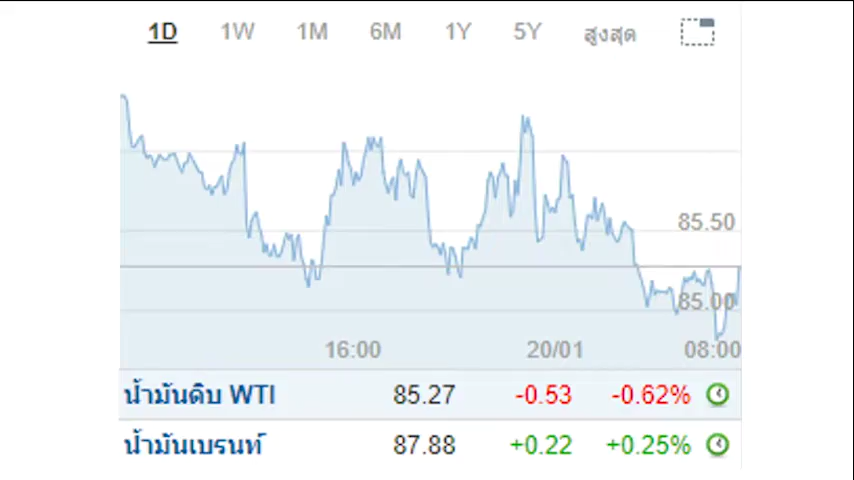 1D 1W 1M 6M 1Y 5Y สูงสุด
85.50
85.00
16:00 20/01 08:00
น้ำมันดิบ WTI 85.27 -0.53 -0.62%
น้ำมันเบรนท์ 87.88 +0.22 +0.25%